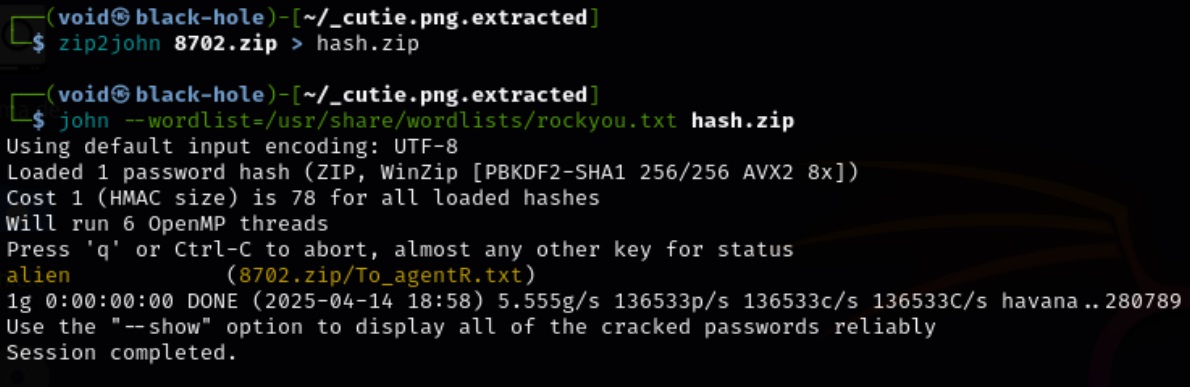 ┌──(void㉿black-hole)-[~/_cutie.png.extracted]
└─$ zip2john 8702.zip > hash.zip
┌──(void㉿black-hole)-[~/_cutie.png.extracted]
└─$ john --wordlist=/usr/share/wordlists/rockyou.txt hash.zip
Using default input encoding: UTF-8
Loaded 1 password hash (ZIP, WinZip [PBKDF2-SHA1 256/256 AVX2 8x])
Cost 1 (HMAC size) is 78 for all loaded hashes
Will run 6 OpenMP threads
Press 'q' or Ctrl-C to abort, almost any other key for status
alien            (8702.zip/To_agentR.txt)
1g 0:00:00:00 DONE (2025-04-14 18:58) 5.555g/s 136533p/s 136533c/s 136533C/s havana..280789
Use the "--show" option to display all of the cracked passwords reliably
Session completed.